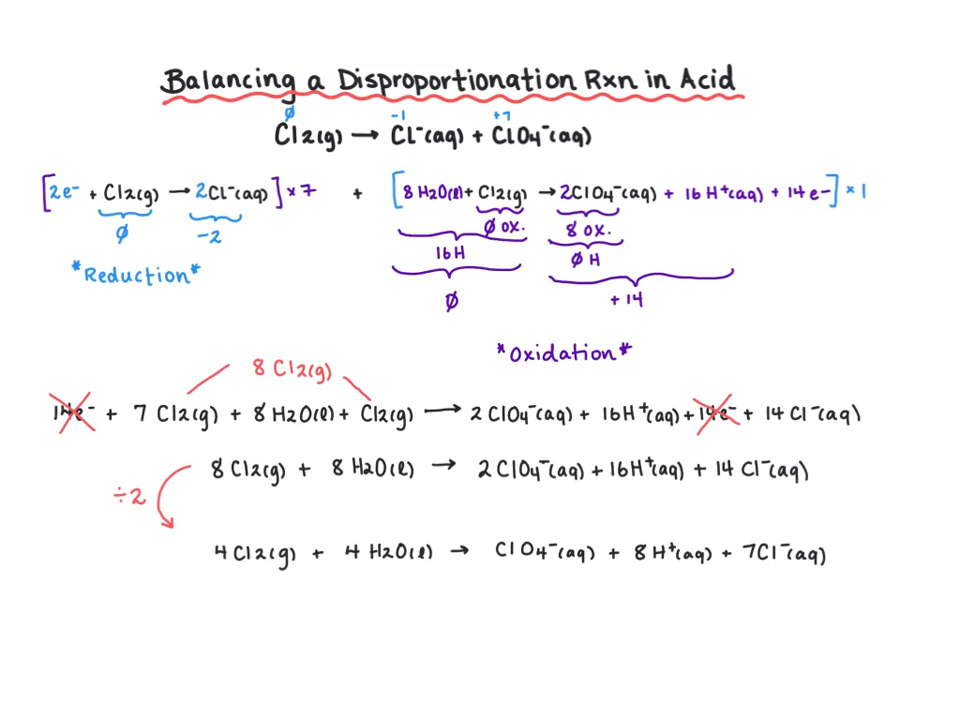 Balancing a Disproportionation Rxn in Acid
∅ -1 +7
Cl2(g) → Cl⁻(aq) + ClO4⁻(aq)
[2e⁻ + Cl2(g) → 2Cl⁻(aq)] × 7 + [8 H2O(l) + Cl2(g) → 2ClO4⁻(aq) + 16 H⁺(aq) + 14 e⁻] × 1
∅ -2 ∅ ox. 8 ox.
*Reduction* 16H ∅ H
∅ +14
*Oxidation*
8 Cl2(g)
14e⁻ + 7 Cl2(g) + 8 H2O(l) + Cl2(g) → 2 ClO4⁻(aq) + 16H⁺(aq) + 14e⁻ + 14 Cl⁻(aq)
8 Cl2(g) + 8 H2O(l) → 2 ClO4⁻(aq) + 16H⁺(aq) + 14 Cl⁻(aq)
÷2
4 Cl2(g) + 4 H2O(l) → ClO4⁻(aq) + 8 H⁺(aq) + 7Cl⁻(aq)